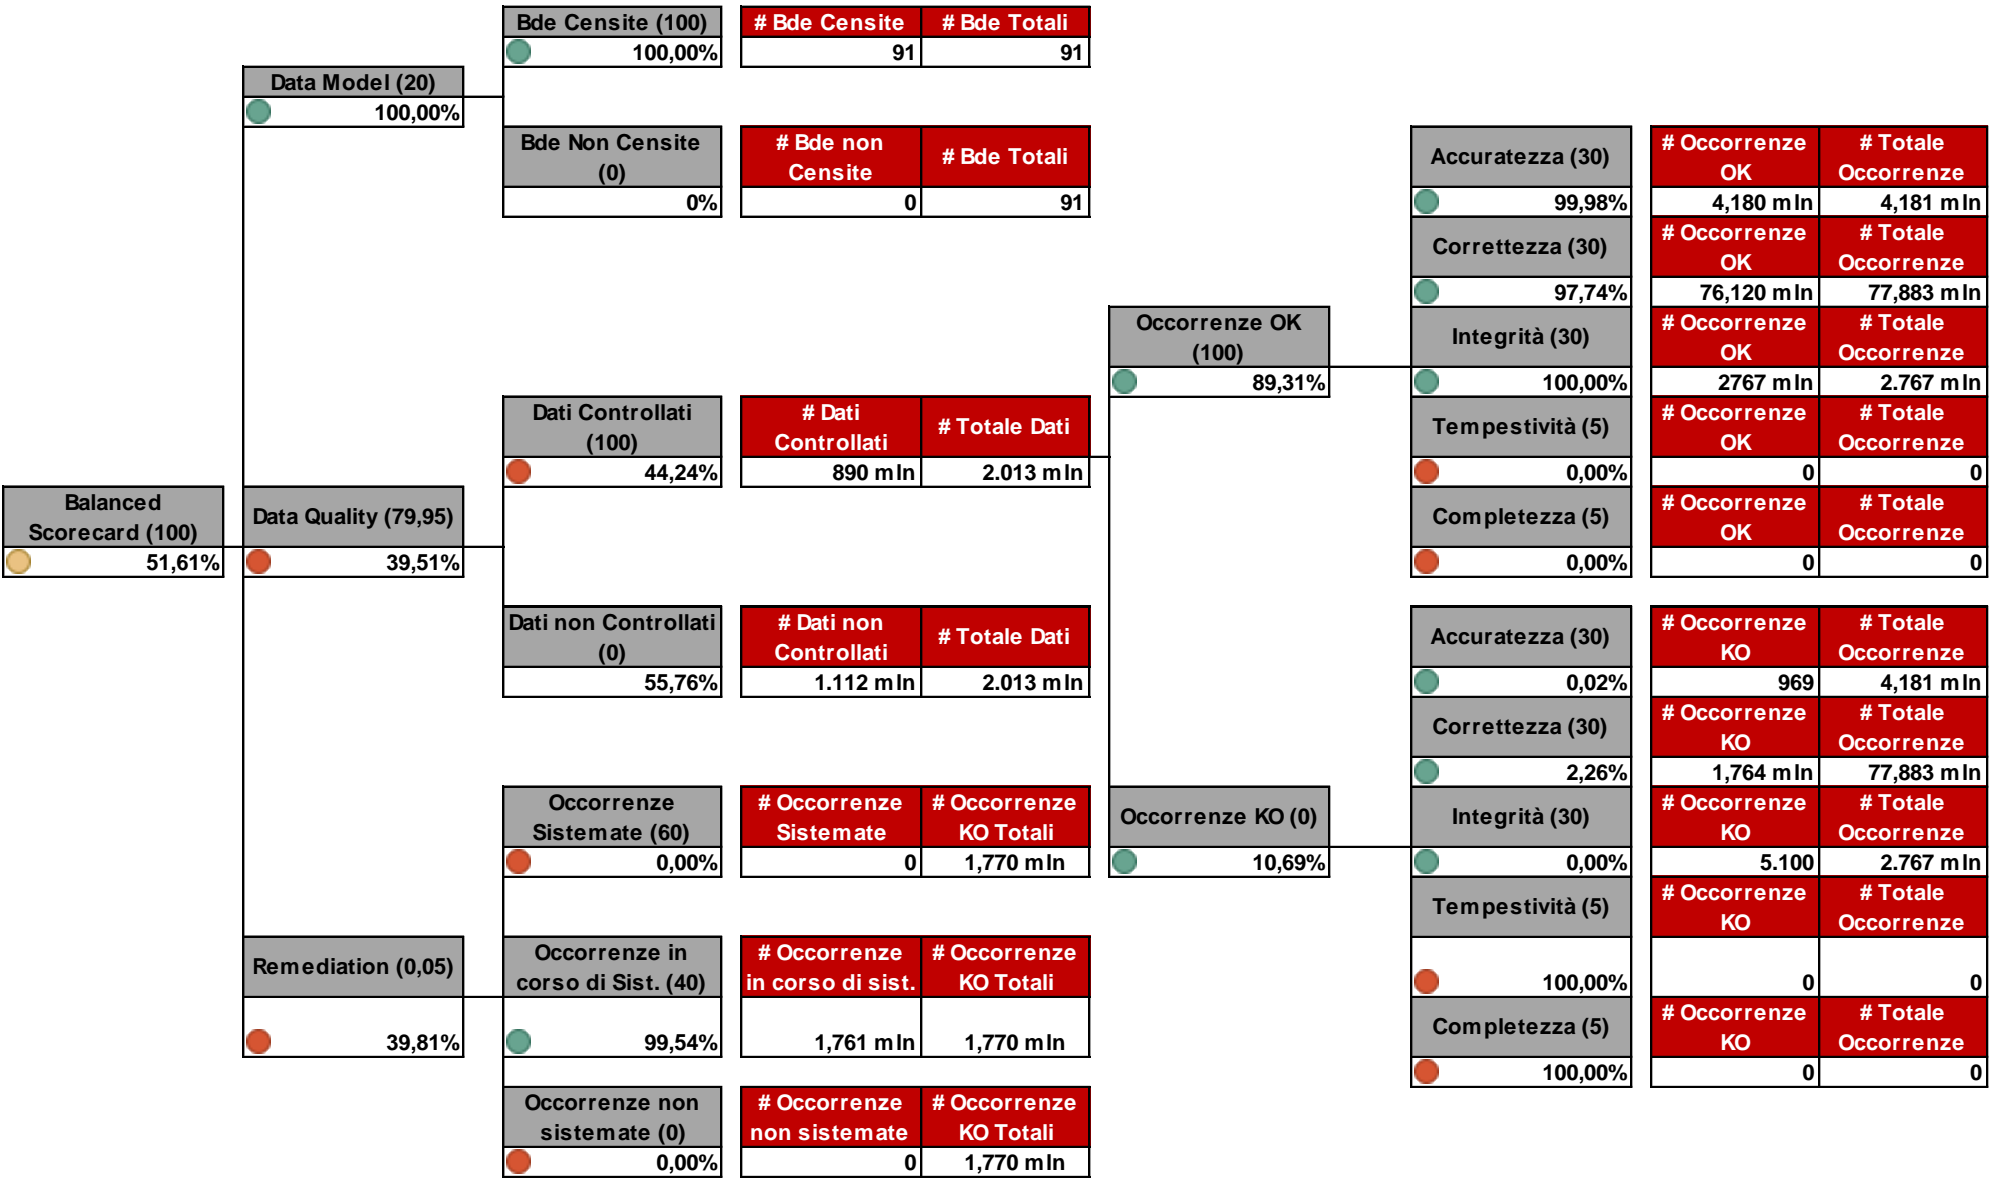 Bde Censite (100)
# Bde Censite
# Bde Totali
100,00%
91
91
Data Model (20)
100,00%
Bde Non Censite
(0)
# Bde non
Censite
# Bde Totali
0%
0
91
Balanced
Scorecard (100)
51,61%
Data Quality (79,95)
39,51%
Dati Controllati
(100)
# Dati
Controllati
# Totale Dati
44,24%
890 mln
2.013 mln
Dati non Controllati
(0)
# Dati non
Controllati
# Totale Dati
55,76%
1.112 mln
2.013 mln
Occorrenze
Sistemate (60)
# Occorrenze
Sistemate
# Occorrenze
KO Totali
0,00%
0
1,770 mln
Remediation (0,05)
39,81%
Occorrenze in
corso di Sist. (40)
# Occorrenze
in corso di sist.
# Occorrenze
KO Totali
99,54%
1,761 mln
1,770 mln
Occorrenze non
sistemate (0)
# Occorrenze
non sistemate
# Occorrenze
KO Totali
0,00%
0
1,770 mln
Occorrenze OK
(100)
89,31%
Accuratezza (30)
# Occorrenze
OK
# Totale
Occorrenze
99,98%
4,180 mln
4,181 mln
Correttezza (30)
# Occorrenze
OK
# Totale
Occorrenze
97,74%
76,120 mln
77,883 mln
Integrità (30)
# Occorrenze
OK
# Totale
Occorrenze
100,00%
2767 mln
2.767 mln
Tempestività (5)
# Occorrenze
OK
# Totale
Occorrenze
0,00%
0
0
Completezza (5)
# Occorrenze
OK
# Totale
Occorrenze
0,00%
0
0
Occorrenze KO (0)
10,69%
Accuratezza (30)
# Occorrenze
KO
# Totale
Occorrenze
0,02%
969
4,181 mln
Correttezza (30)
# Occorrenze
KO
# Totale
Occorrenze
2,26%
1,764 mln
77,883 mln
Integrità (30)
# Occorrenze
KO
# Totale
Occorrenze
0,00%
5.100
2.767 mln
Tempestività (5)
# Occorrenze
KO
# Totale
Occorrenze
100,00%
0
0
Completezza (5)
# Occorrenze
KO
# Totale
Occorrenze
100,00%
0
0